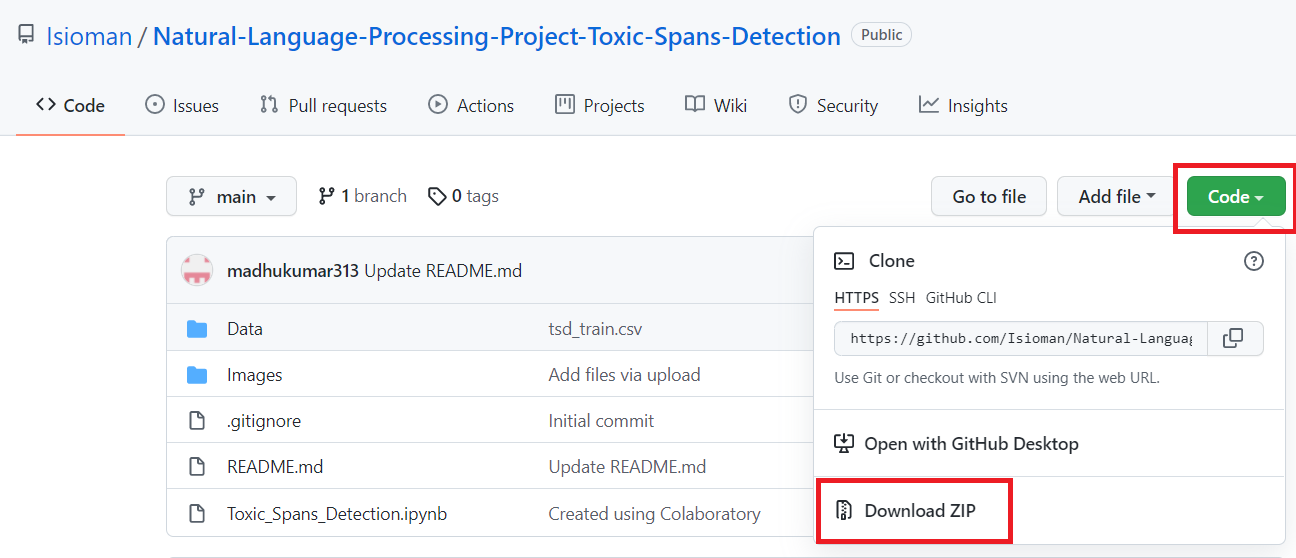 Isioman / Natural-Language-Processing-Project-Toxic-Spans-Detection Public
Code Issues Pull requests Actions Projects Wiki Security Insights
main 1 branch 0 tags Go to file Add file Code
madhukumar313 Update README.md
Data tsd_train.csv
Images Add files via upload
.gitignore Initial commit
README.md Update README.md
Toxic_Spans_Detection.ipynb Created using Colaboratory
Clone
HTTPS SSH GitHub CLI
https://github.com/Isioman/Natural-Languag
Use Git or checkout with SVN using the web URL.
Open with GitHub Desktop
Download ZIP